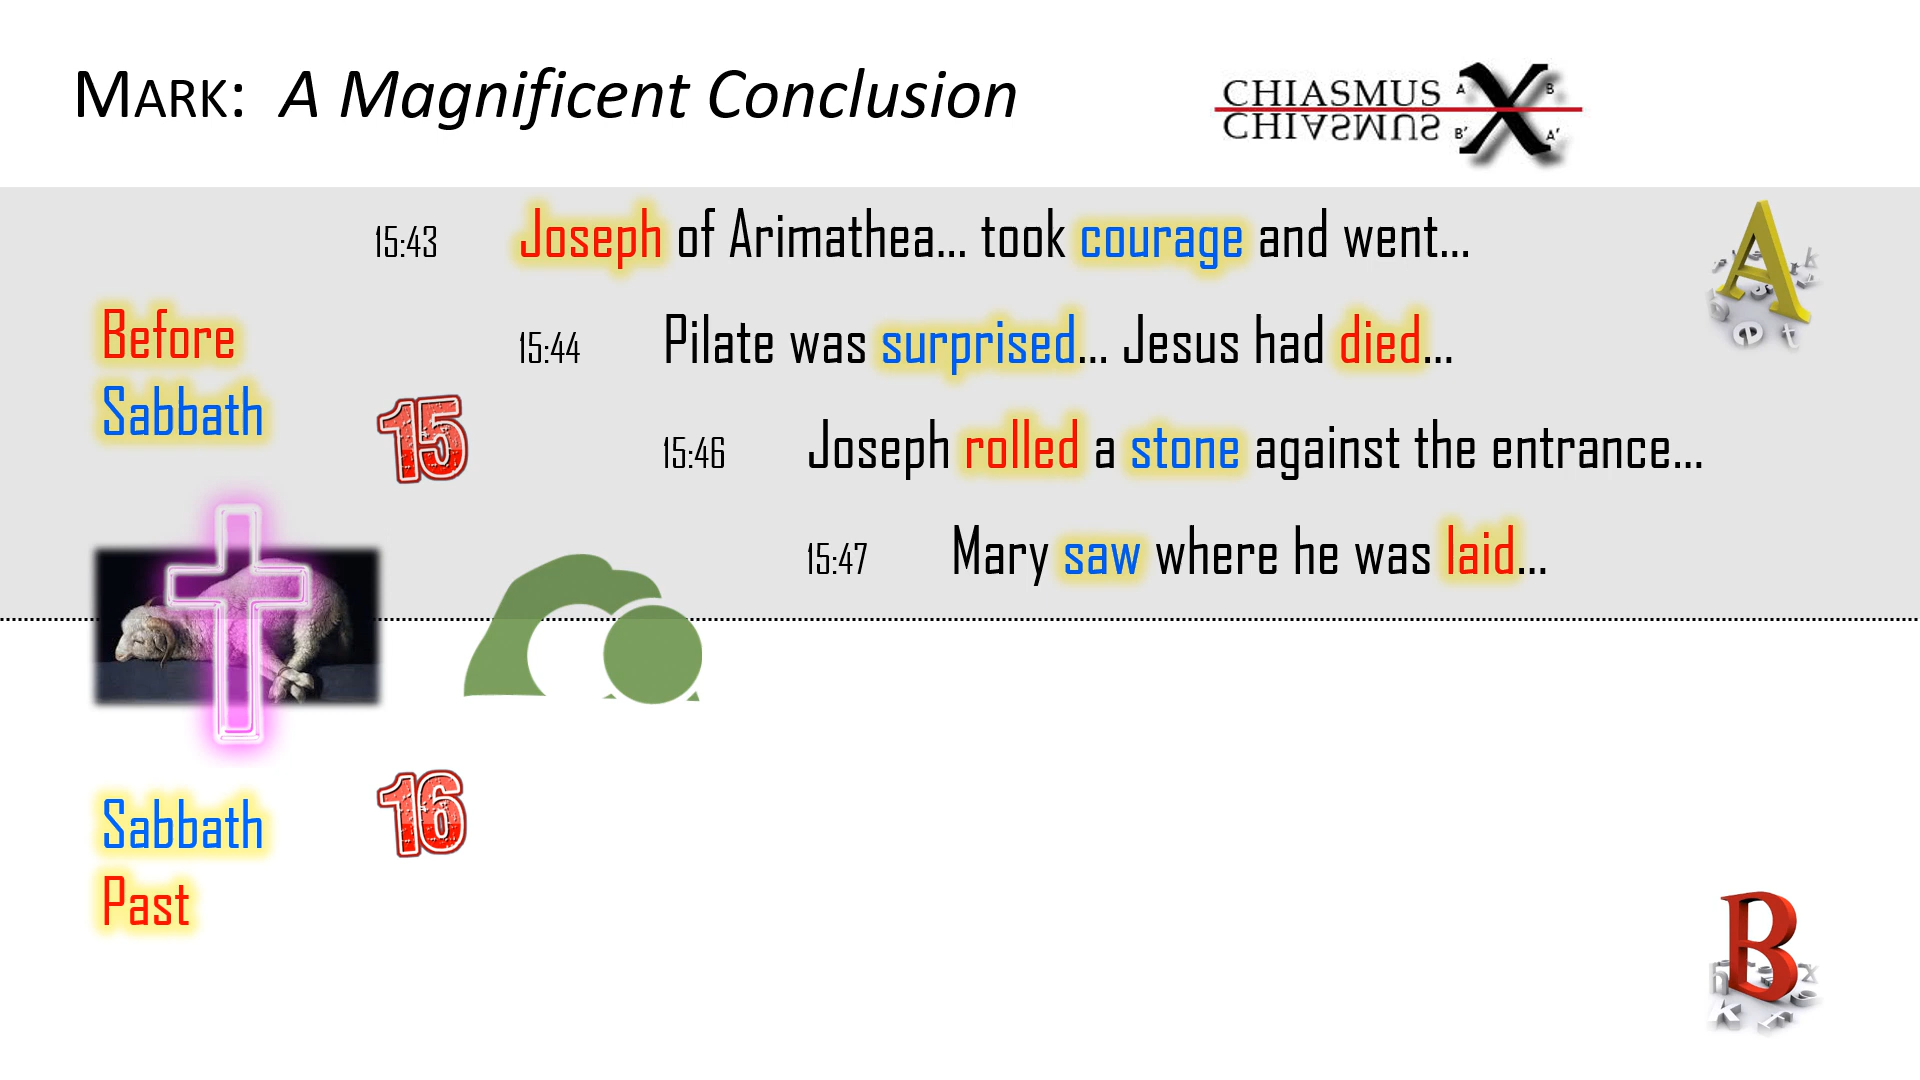 MARK: A Magnificent Conclusion
CHIASMUS
CHIASMUS
A B
B' A'
15:43 Joseph of Arimathea... took courage and went...
A
Before
Sabbath
15:44 Pilate was surprised... Jesus had died...
15
15:46 Joseph rolled a stone against the entrance...
15:47 Mary saw where he was laid...
Sabbath
Past
16
B